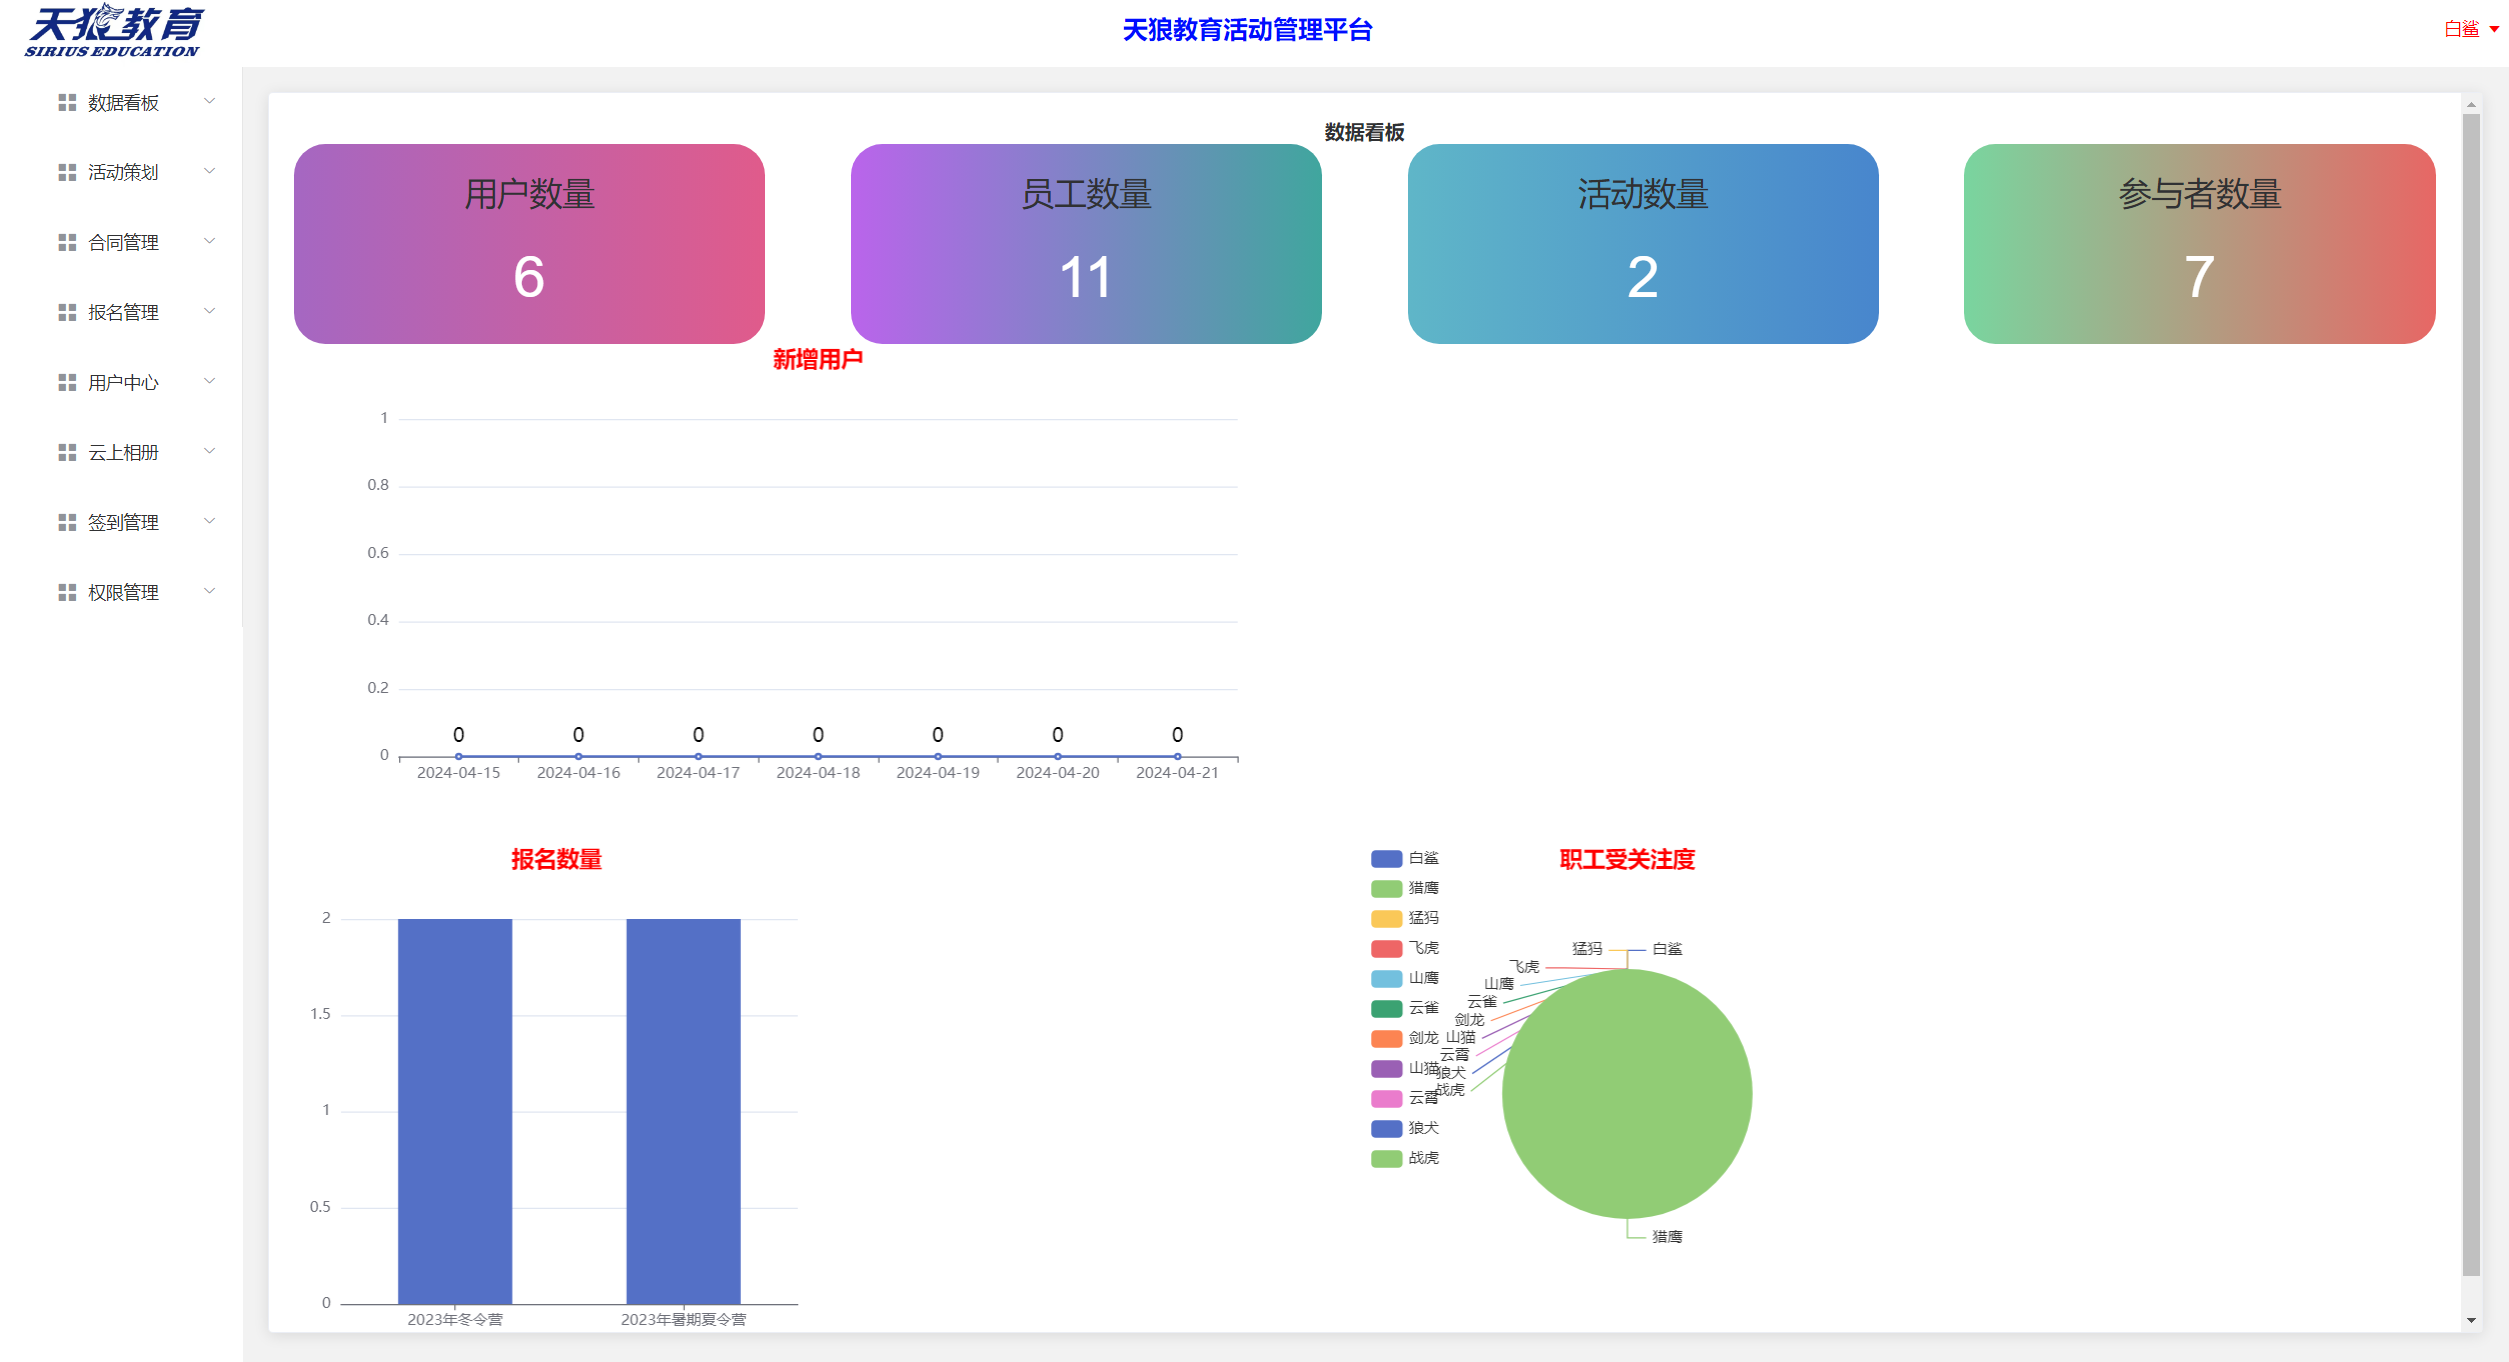 天狼教育
SIRIUS EDUCATION
天狼教育活动管理平台
白鲨
数据看板
活动策划
合同管理
报名管理
用户中心
云上相册
签到管理
权限管理
数据看板
用户数量
6
员工数量
11
活动数量
2
参与者数量
7
新增用户
1
0.8
0.6
0.4
0.2
0
0 0 0 0 0 0 0
2024-04-15 2024-04-16 2024-04-17 2024-04-18 2024-04-19 2024-04-20 2024-04-21
报名数量
2
1.5
1
0.5
0
2023年冬令营 2023年暑期夏令营
职工受关注度
白鲨
猎鹰
猛犸
飞虎
山鹰
云雀
剑龙
山猫
云霄
狼犬
战虎
猛犸 白鲨
飞虎
山鹰
云雀
剑龙
山猫
云霄
狼犬
战虎
猎鹰